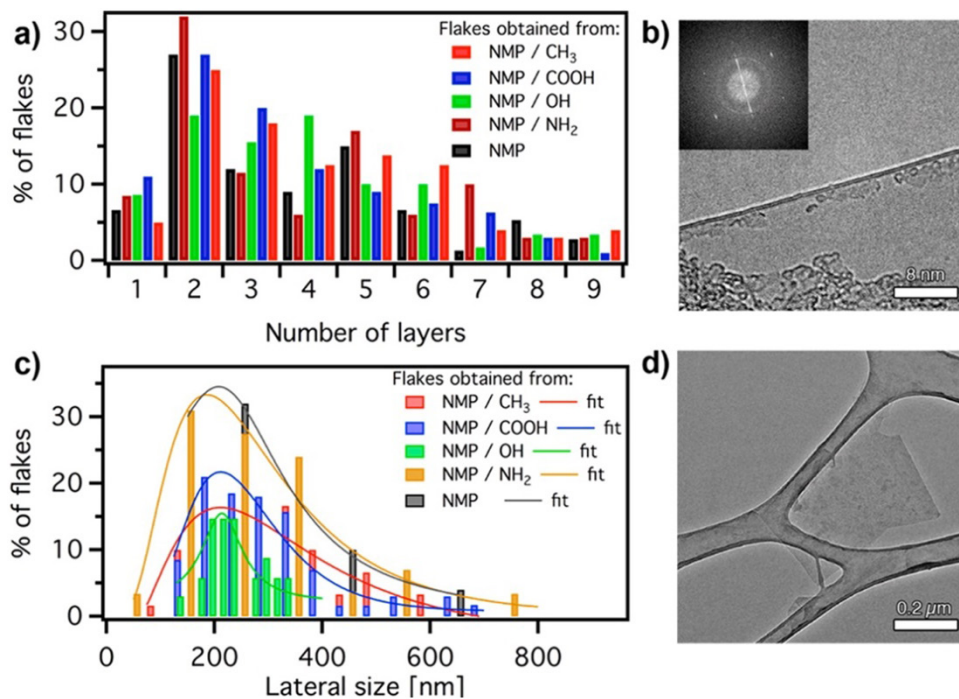 a)
% of flakes
30
20
10
0
1 2 3 4 5 6 7 8 9
Number of layers
Flakes obtained from:
NMP / CH₃
NMP / COOH
NMP / OH
NMP / NH₂
NMP
b)
8 nm
c)
% of flakes
30
20
10
0
0 200 400 600 800
Lateral size [nm]
Flakes obtained from:
NMP / CH₃ fit
NMP / COOH fit
NMP / OH fit
NMP / NH₂ fit
NMP fit
d)
0.2 μm